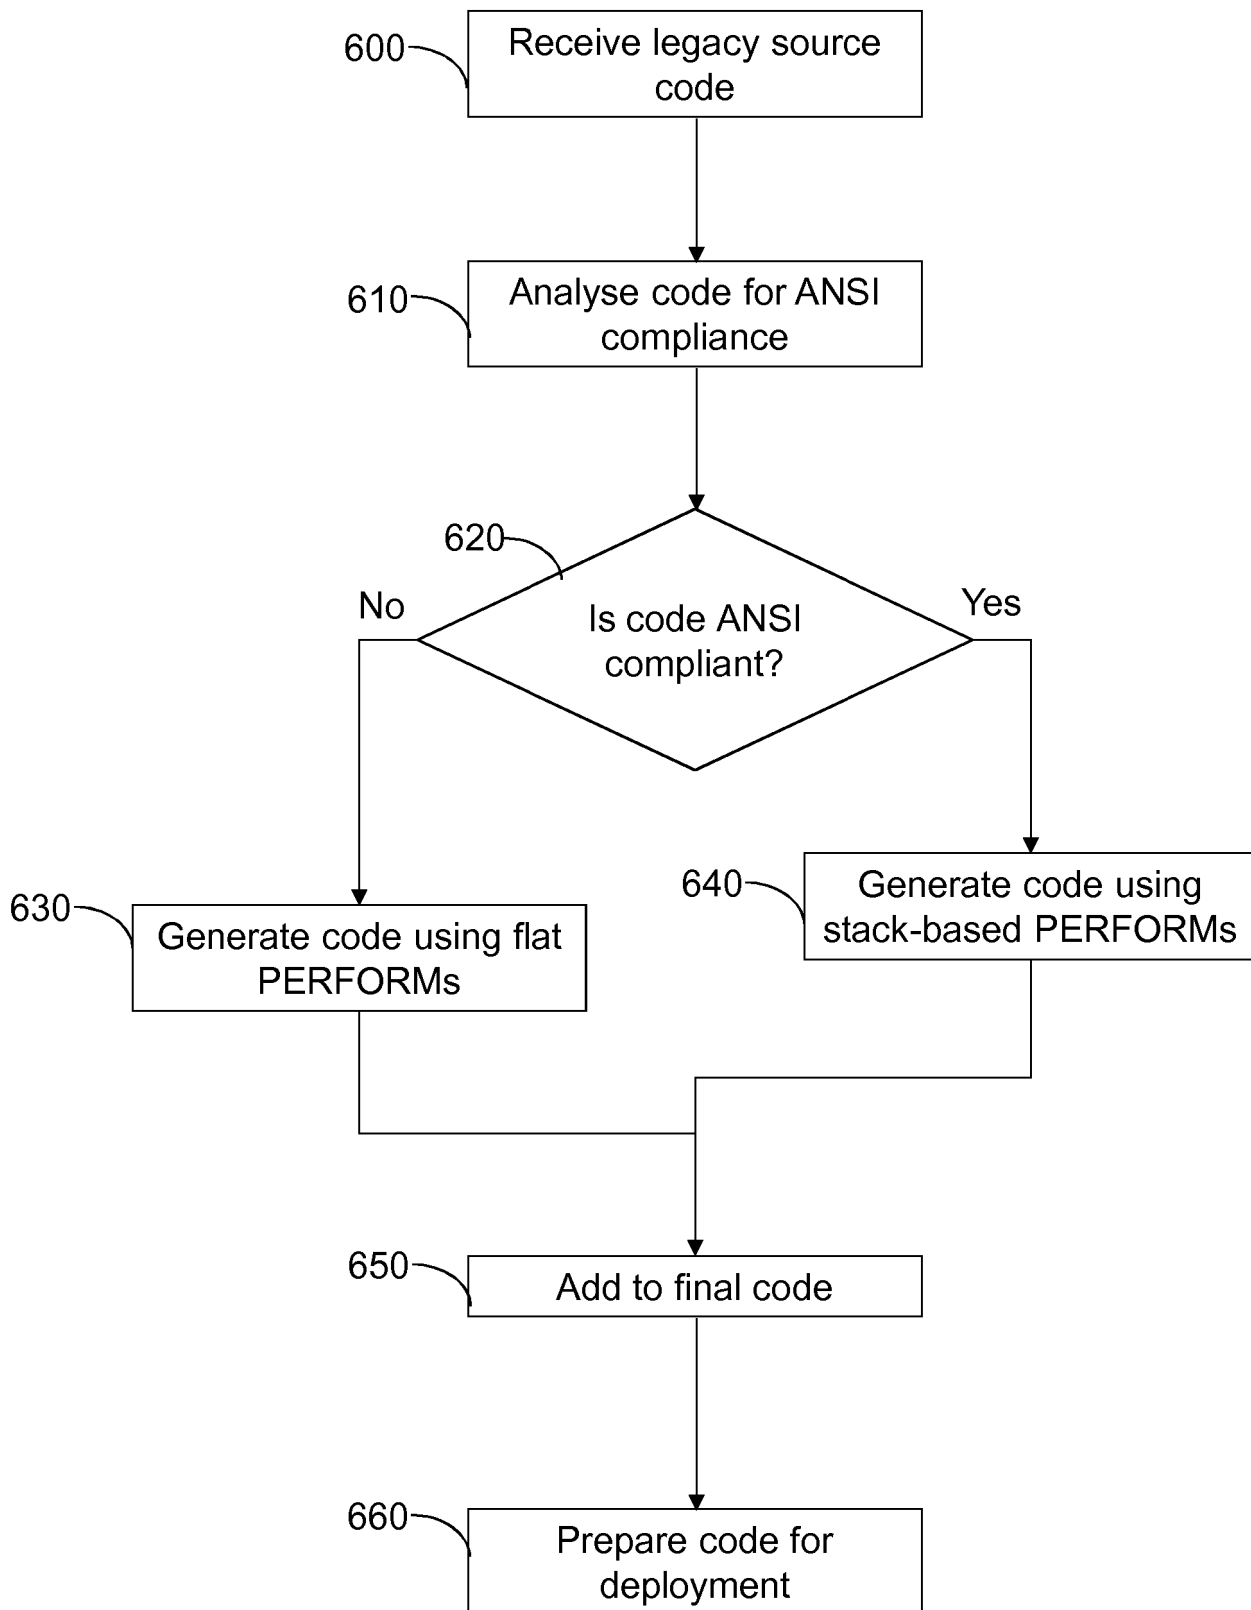 600
Receive legacy source
code
610
Analyse code for ANSI
compliance
620
No
Yes
Is code ANSI
compliant?
630
Generate code using flat
PERFORMs
640
Generate code using
stack-based PERFORMs
650
Add to final code
660
Prepare code for
deployment